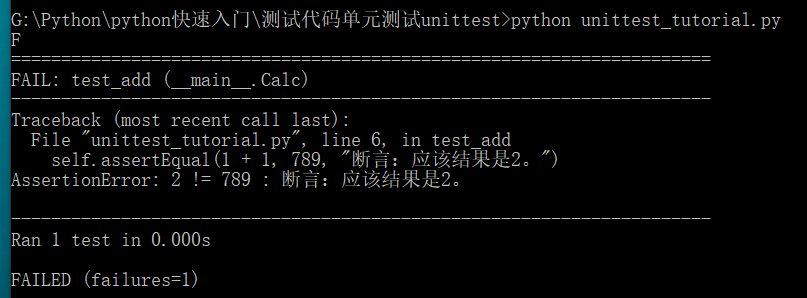 G:\Python\python快速入门\测试代码单元测试unittest>python unittest_tutorial.py
F
======================================================================
FAIL: test_add (__main__.Calc)
----------------------------------------------------------------------
Traceback (most recent call last):
  File "unittest_tutorial.py", line 6, in test_add
    self.assertEqual(1 + 1, 789, "断言：应该结果是2。")
AssertionError: 2 != 789 : 断言：应该结果是2。

----------------------------------------------------------------------
Ran 1 test in 0.000s

FAILED (failures=1)